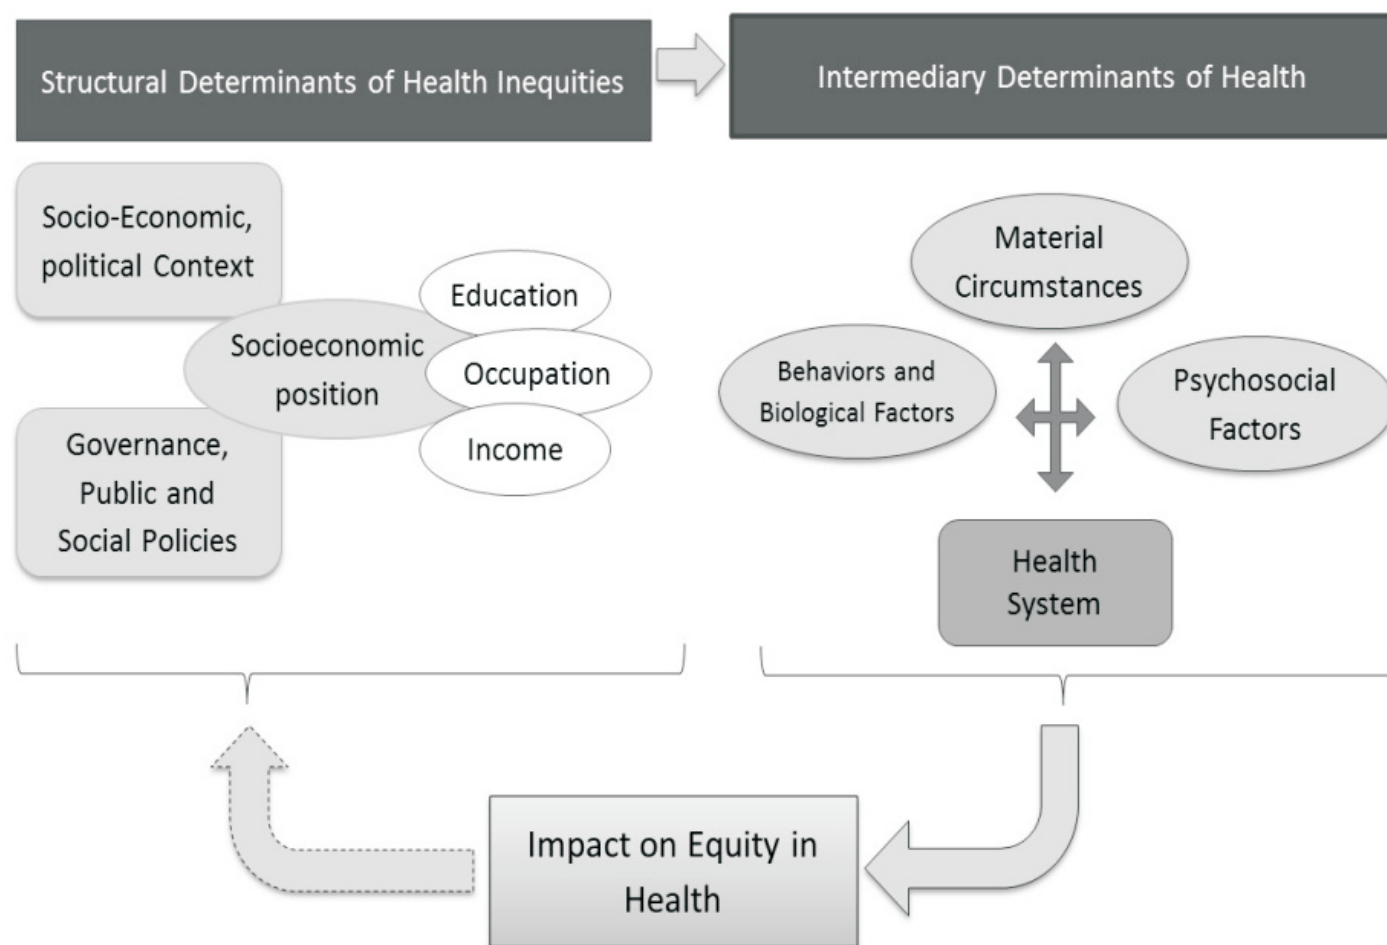 Structural Determinants of Health Inequities
Intermediary Determinants of Health
Socio-Economic,
political Context
Socioeconomic
position
Education
Occupation
Income
Governance,
Public and
Social Policies
Material
Circumstances
Behaviors and
Biological Factors
Psychosocial
Factors
Health
System
Impact on Equity in
Health